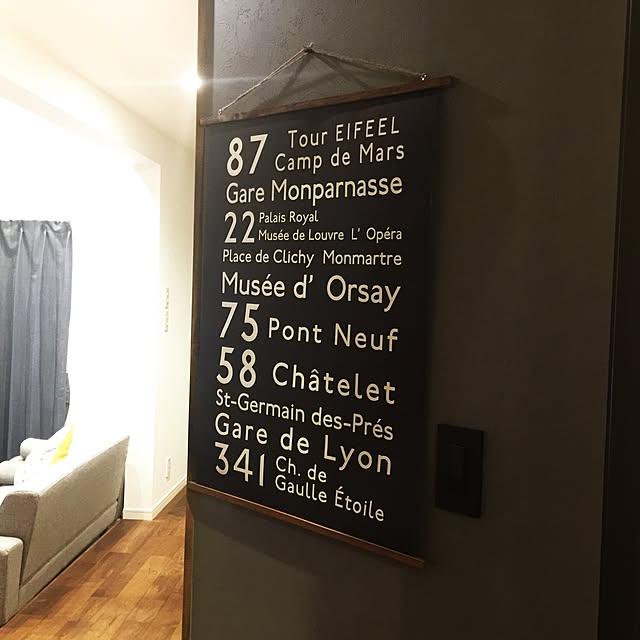 87 Tour EIFEEL
Camp de Mars
Gare Monparnasse
22 Palais Royal
Musée de Louvre L' Opéra
Place de Clichy Monmartre
Musée d' Orsay
75 Pont Neuf
58 Châtelet
St-Germain des-Prés
Gare de Lyon
341 Ch. de
Gaulle Étoile